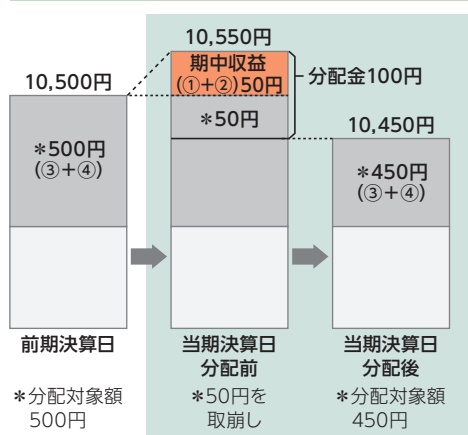 10,500円
*500円
(③+④)
前期決算日
*分配対象額
500円
10,550円
期中収益
(①+②)50円
*50円
分配金100円
当期決算日
分配前
*50円を
取崩し
10,450円
*450円
(③+④)
当期決算日
分配後
*分配対象額
450円